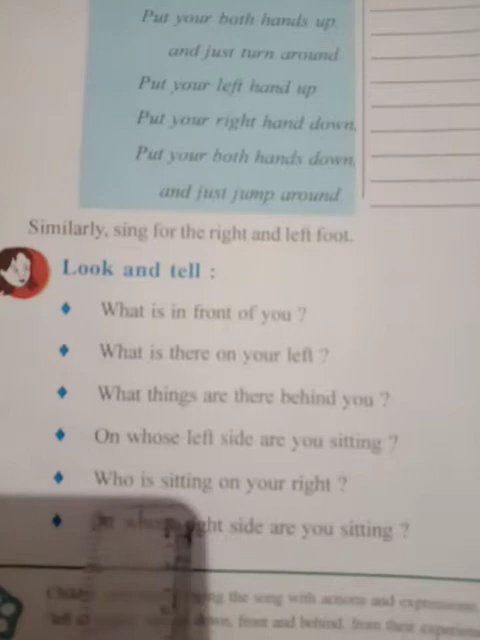 Put your both hands up
and just turn around
Put your left hand up
Put your right hand down,
Put your both hands down,
and just jump around.
Similarly, sing for the right and left foot.
Look and tell :
What is in front of you ?
What is there on your left ?
What things are there behind you ?
On whose left side are you sitting ?
Who is sitting on your right ?
On whose right side are you sitting ?
the song with actions and expressions.
down, front and behind from their